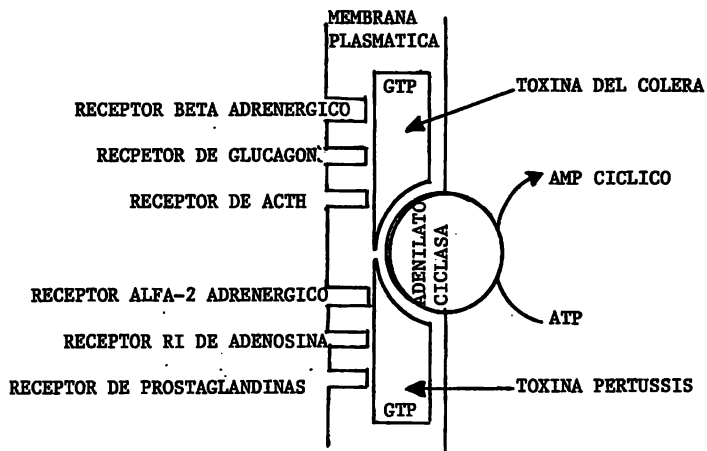 MEMBRANA
PLASMATICA
GTP
TOXINA DEL COLERA
RECEPTOR BETA ADRENERGICO
RECPETOR DE GLUCAGON
AMP CICLICO
RECEPTOR DE ACTH
ADENILATO
CICLASA
RECEPTOR ALFA-2 ADRENERGICO
ATP
RECEPTOR RI DE ADENOSINA
RECEPTOR DE PROSTAGLANDINAS
TOXINA PERTUSSIS
GTP